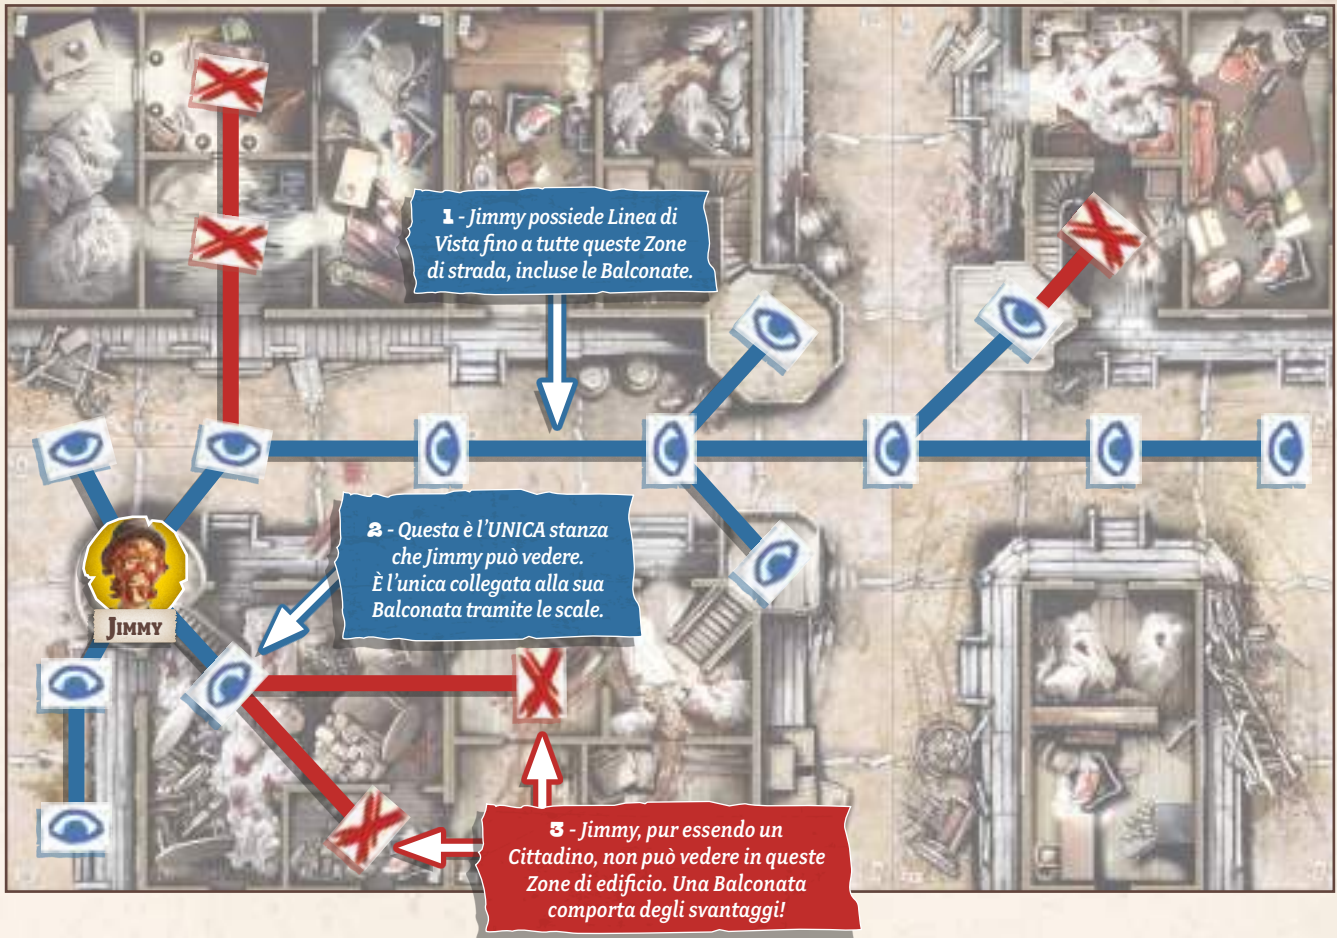 1 - Jimmy possiede Linea di
Vista fino a tutte queste Zone
di strada, incluse le Balconate.
2 - Questa è l'UNICA stanza
che Jimmy può vedere.
È l'unica collegata alla sua
Balconata tramite le scale.
JIMMY
3 - Jimmy, pur essendo un
Cittadino, non può vedere in queste
Zone di edificio. Una Balconata
comporta degli svantaggi!